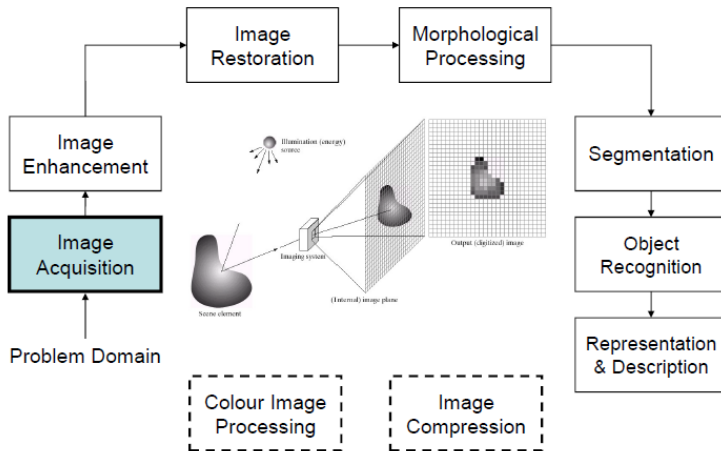 Image
Restoration
Morphological
Processing
Image
Enhancement
Illumination (energy)
source
Segmentation
Image
Acquisition
Imaging system
Output (digitized) image
Object
Recognition
(Internal) image plane
Scene element
Problem Domain
Representation
& Description
Colour Image
Processing
Image
Compression